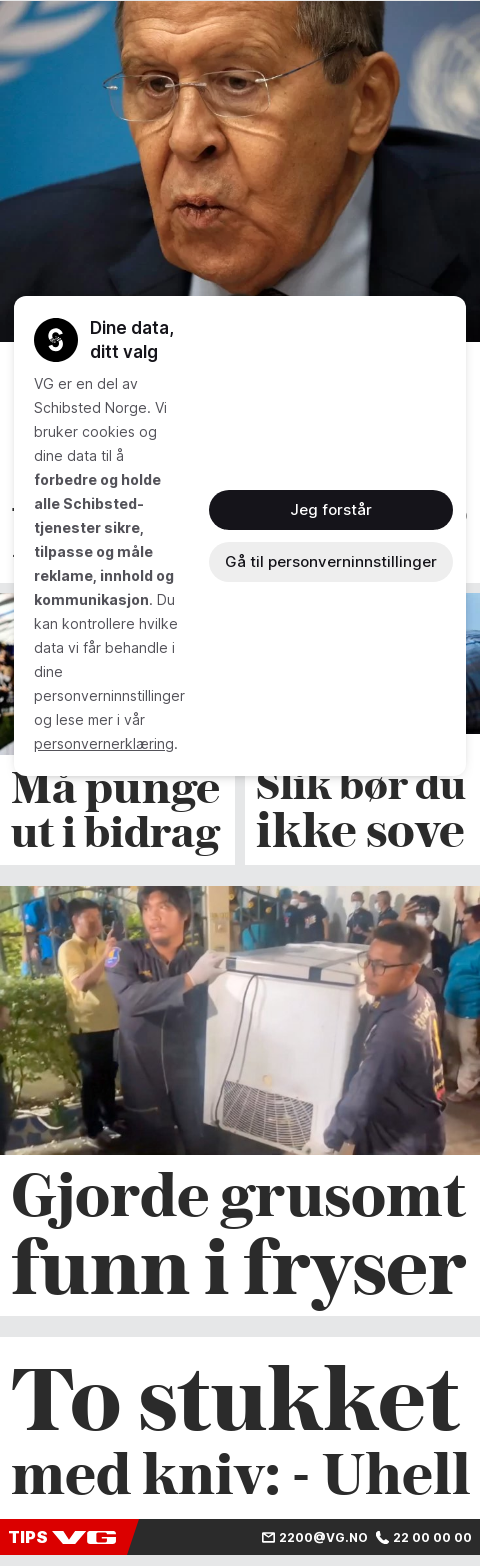 Dine data,
ditt valg
VG er en del av
Schibsted Norge. Vi
bruker cookies og
dine data til å
forbedre og holde
alle Schibsted-
tjenester sikre,
tilpasse og måle
reklame, innhold og
kommunikasjon. Du
kan kontrollere hvilke
data vi får behandle i
dine
personverninnstillinger
og lese mer i vår
personvernerklæring.
Jeg forstår
Gå til personverninnstillinger
Må punge
ut i bidrag
Slik bør du
ikke sove
Gjorde grusomt
funn i fryser
To stukket
med kniv: - Uhell
TIPS VG 2200@VG.NO 22 00 00 00